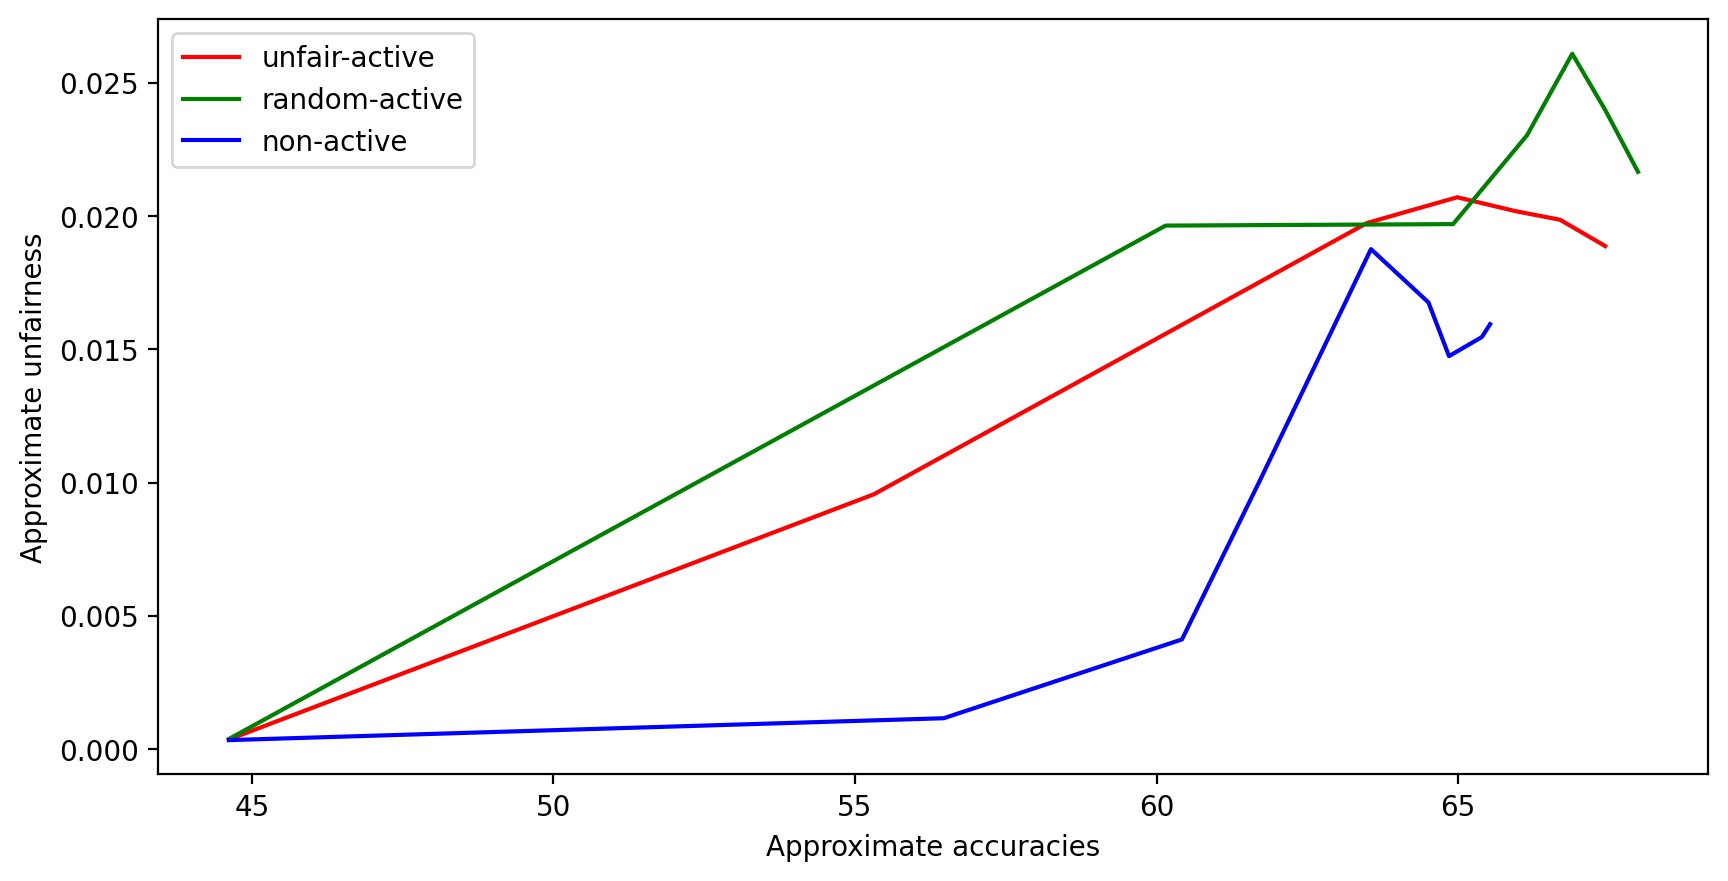 unfair-active
random-active
non-active
0.025
0.020
0.015
0.010
0.005
0.000
Approximate unfairness
45 50 55 60 65
Approximate accuracies